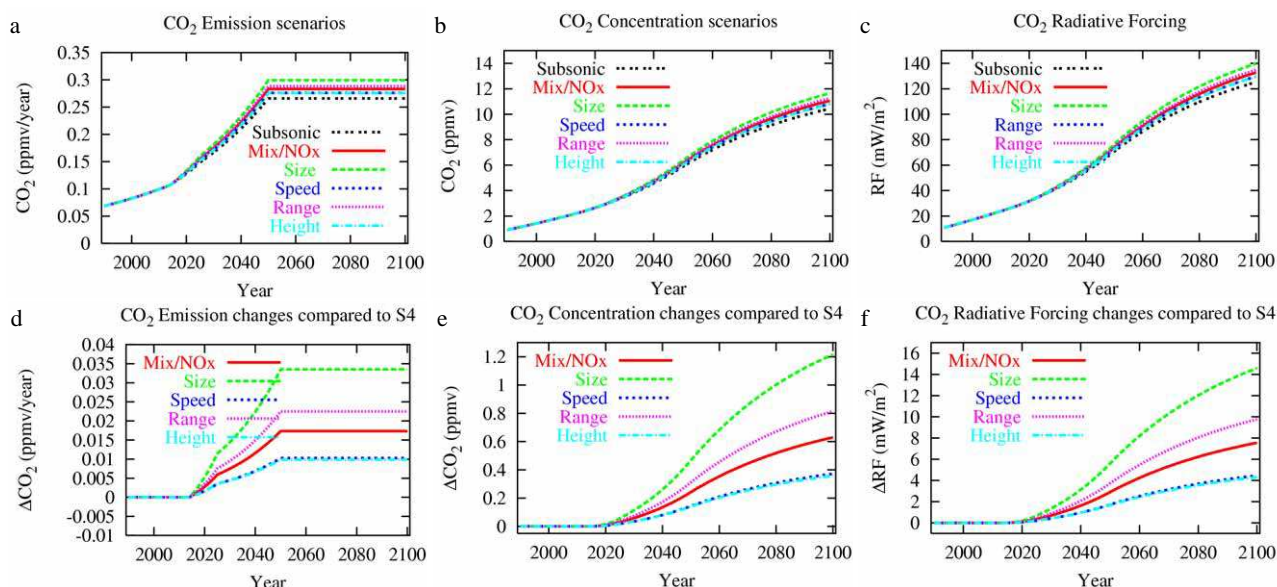 a
CO2 Emission scenarios
CO2 (ppmv/year)
0.35
0.3
0.25
0.2
0.15
0.1
0.05
0
Subsonic
Mix/NOx
Size
Speed
Range
Height
2000 2020 2040 2060 2080 2100
Year
b
CO2 Concentration scenarios
CO2 (ppmv)
14
12
10
8
6
4
2
0
Subsonic
Mix/NOx
Size
Speed
Range
Height
2000 2020 2040 2060 2080 2100
Year
c
CO2 Radiative Forcing
RF (mW/m2)
140
120
100
80
60
40
20
0
Subsonic
Mix/NOx
Size
Range
Range
Height
2000 2020 2040 2060 2080 2100
Year
d
CO2 Emission changes compared to S4
ΔCO2 (ppmv/year)
0.04
0.035
0.03
0.025
0.02
0.015
0.01
0.005
0
-0.005
-0.01
Mix/NOx
Size
Speed
Range
Height
2000 2020 2040 2060 2080 2100
Year
e
CO2 Concentration changes compared to S4
ΔCO2 (ppmv)
1.2
1
0.8
0.6
0.4
0.2
0
Mix/NOx
Size
Speed
Range
Height
2000 2020 2040 2060 2080 2100
Year
f
CO2 Radiative Forcing changes compared to S4
ΔRF (mW/m2)
16
14
12
10
8
6
4
2
0
Mix/NOx
Size
Speed
Range
Height
2000 2020 2040 2060 2080 2100
Year